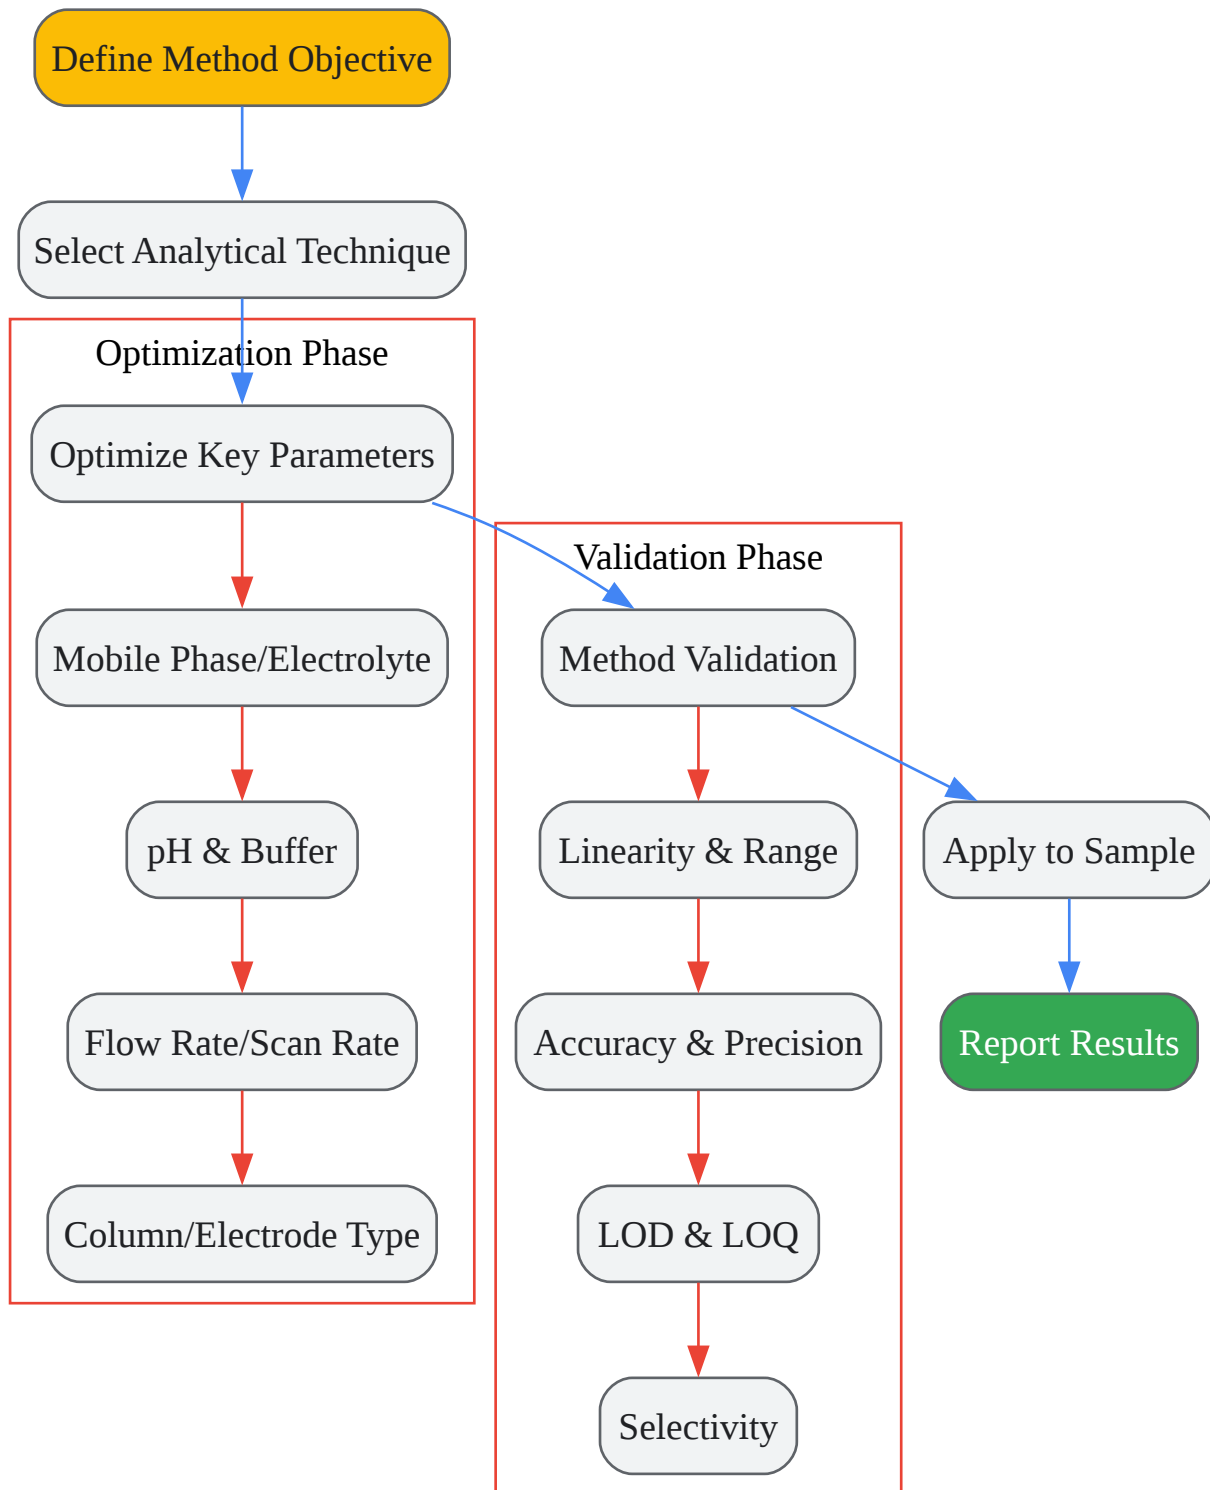 Define Method Objective
Select Analytical Technique
Optimization Phase
Optimize Key Parameters
Mobile Phase/Electrolyte
pH & Buffer
Flow Rate/Scan Rate
Column/Electrode Type
Validation Phase
Method Validation
Linearity & Range
Accuracy & Precision
LOD & LOQ
Selectivity
Apply to Sample
Report Results